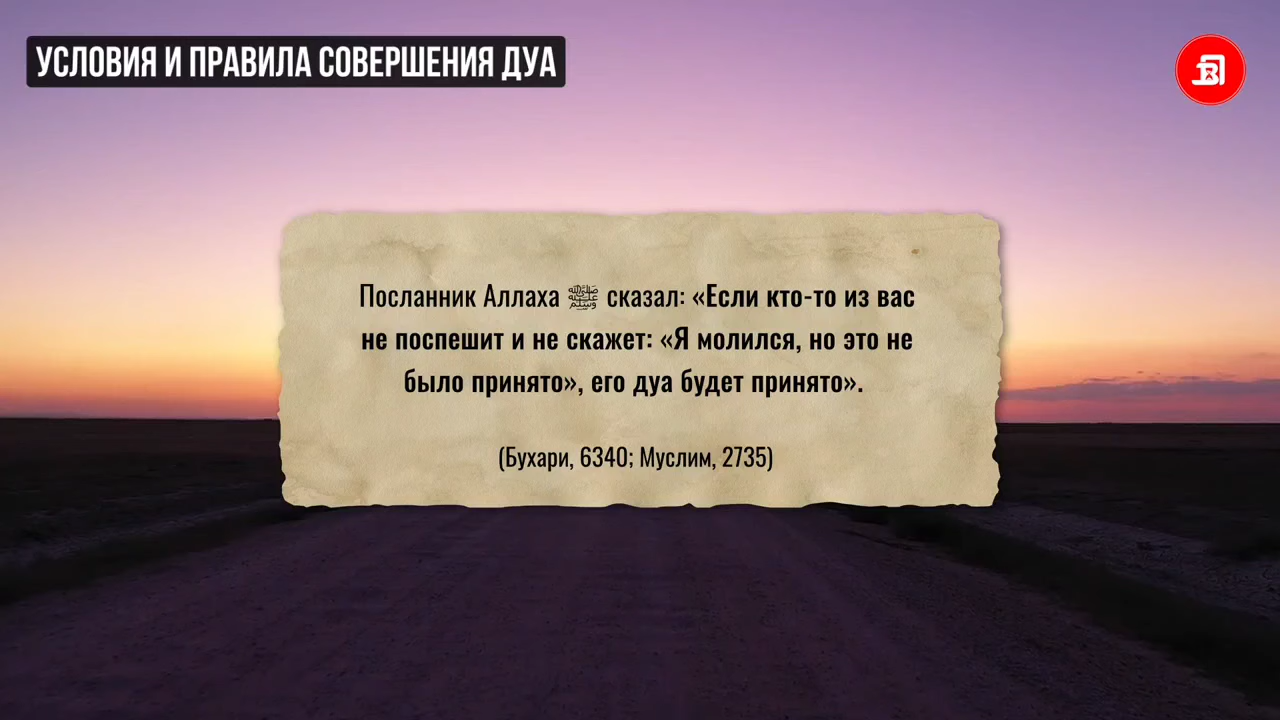 УСЛОВИЯ И ПРАВИЛА СОВЕРШЕНИЯ ДУА
Посланник Аллаха ﷺ сказал: «Если кто-то из вас
не поспешит и не скажет: «Я молился, но это не
было принято», его дуа будет принято».
(Бухари, 6340; Муслим, 2735)